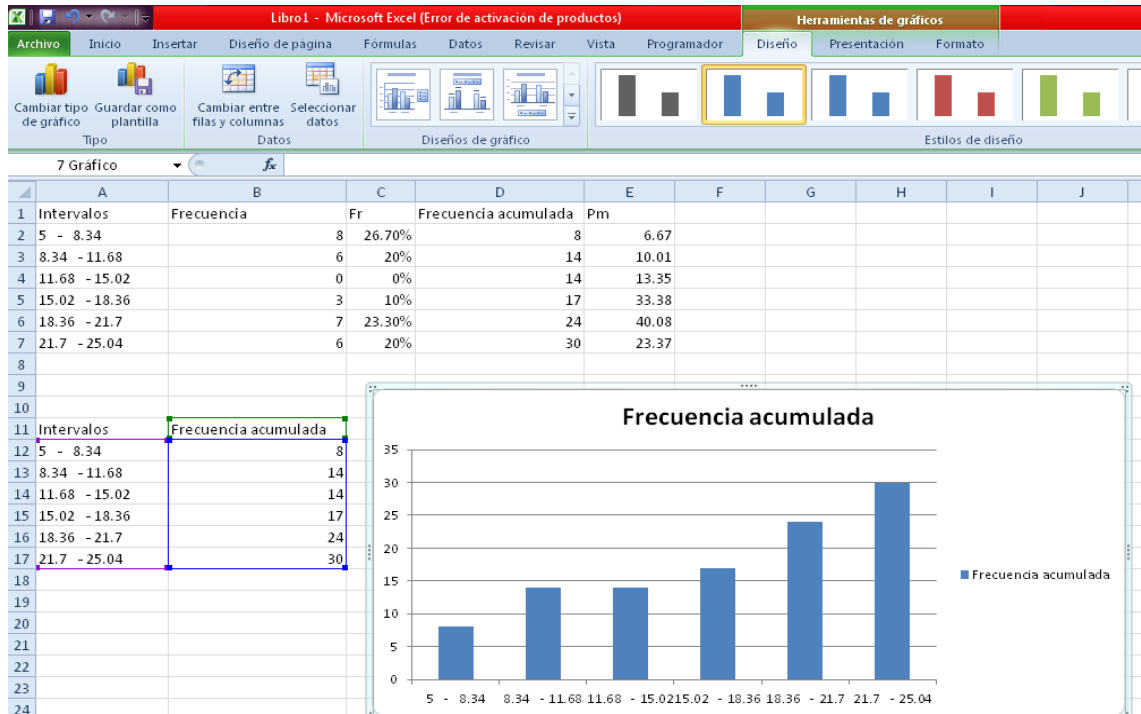 Libro1 - Microsoft Excel (Error de activación de productos)
Herramientas de gráficos
Archivo Inicio Insertar Diseño de página Fórmulas Datos Revisar Vista Programador Diseño Presentación Formato
Cambiar tipo de gráfico
Guardar como plantilla
Cambiar entre filas y columnas
Seleccionar datos
Tipo Datos Diseños de gráfico Estilos de diseño
7 Gráfico fx
A B C D E F G H I J
1 Intervalos Frecuencia Fr Frecuencia acumulada Pm
2 5 - 8.34 8 26.70% 8 6.67
3 8.34 - 11.68 6 20% 14 10.01
4 11.68 - 15.02 0 0% 14 13.35
5 15.02 - 18.36 3 10% 17 33.38
6 18.36 - 21.7 7 23.30% 24 40.08
7 21.7 - 25.04 6 20% 30 23.37
8
9
10
11 Intervalos Frecuencia acumulada
12 5 - 8.34 8
13 8.34 - 11.68 14
14 11.68 - 15.02 14
15 15.02 - 18.36 17
16 18.36 - 21.7 24
17 21.7 - 25.04 30
18
19
20
21
22
23
24
Frecuencia acumulada
35
30
25
20
15
10
5
0
5 - 8.34 8.34 - 11.68 11.68 - 15.02 15.02 - 18.36 18.36 - 21.7 21.7 - 25.04
Frecuencia acumulada